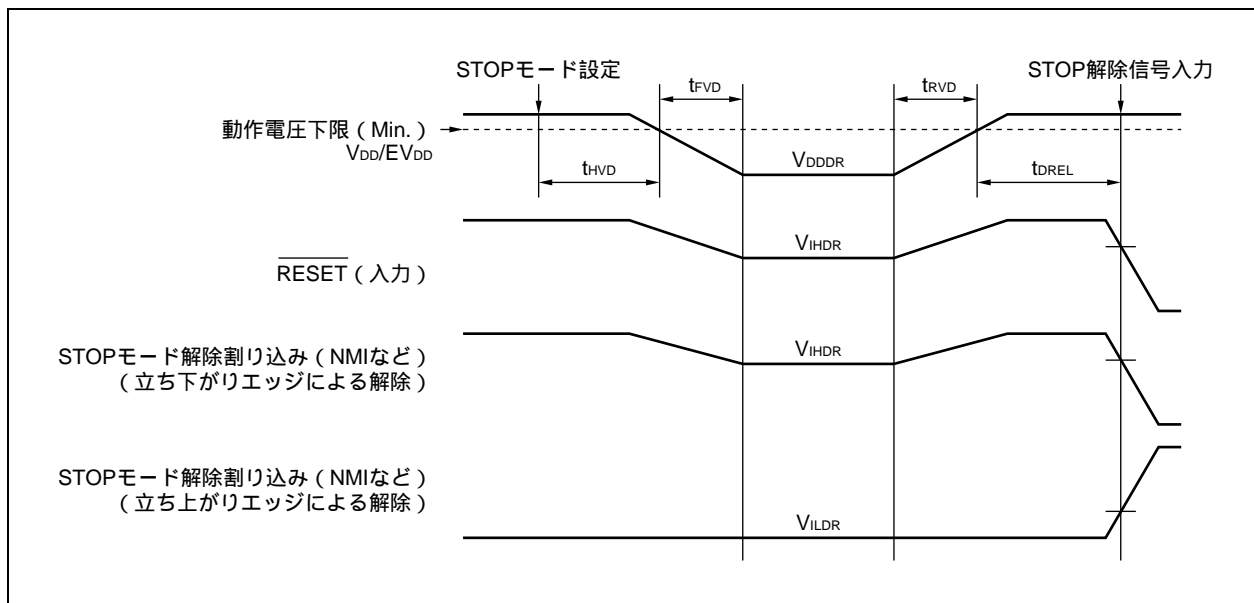 STOPモード設定
STOP解除信号入力
tFVD
tRVD
動作電圧下限（Min.）
VDD/EVDD
VDDDR
tHVD
tDREL
VIHDR
RESET（入力）
STOPモード解除割り込み（NMIなど）
（立ち下がりエッジによる解除）
VIHDR
STOPモード解除割り込み（NMIなど）
（立ち上がりエッジによる解除）
VILDR